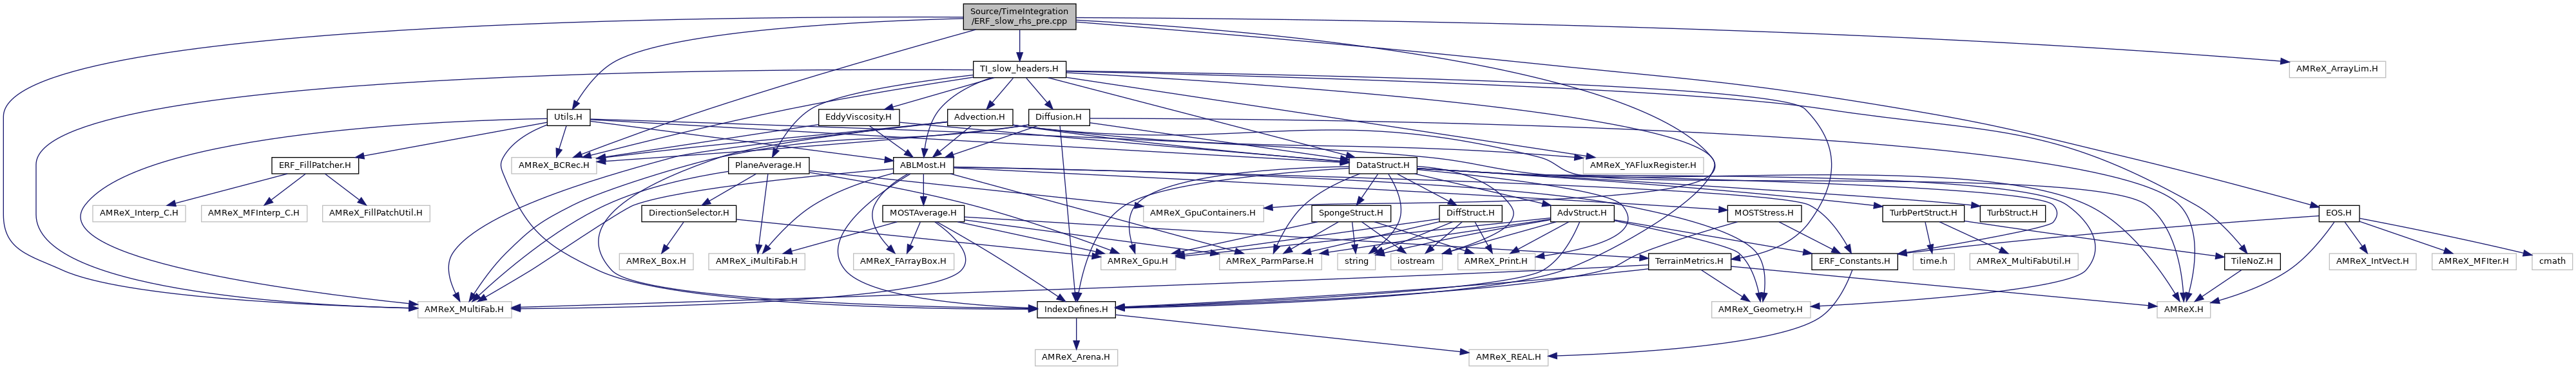 Source/TimeIntegration
/ERF_slow_rhs_pre.cpp
TI_slow_headers.H
AMReX_ArrayLim.H
Utils.H
EddyViscosity.H
Advection.H
Diffusion.H
ERF_FillPatcher.H
AMReX_BCRec.H
PlaneAverage.H
ABLMost.H
DataStruct.H
AMReX_YAFluxRegister.H
AMReX_Interp_C.H
AMReX_MFInterp_C.H
AMReX_FillPatchUtil.H
DirectionSelector.H
MOSTAverage.H
AMReX_GpuContainers.H
SpongeStruct.H
DiffStruct.H
AdvStruct.H
MOSTStress.H
TurbPertStruct.H
TurbStruct.H
EOS.H
AMReX_Box.H
AMReX_iMultiFab.H
AMReX_FArrayBox.H
AMReX_Gpu.H
AMReX_ParmParse.H
string
iostream
AMReX_Print.H
TerrainMetrics.H
ERF_Constants.H
time.h
AMReX_MultiFabUtil.H
TileNoZ.H
AMReX_IntVect.H
AMReX_MFIter.H
cmath
AMReX_MultiFab.H
IndexDefines.H
AMReX_Geometry.H
AMReX.H
AMReX_Arena.H
AMReX_REAL.H